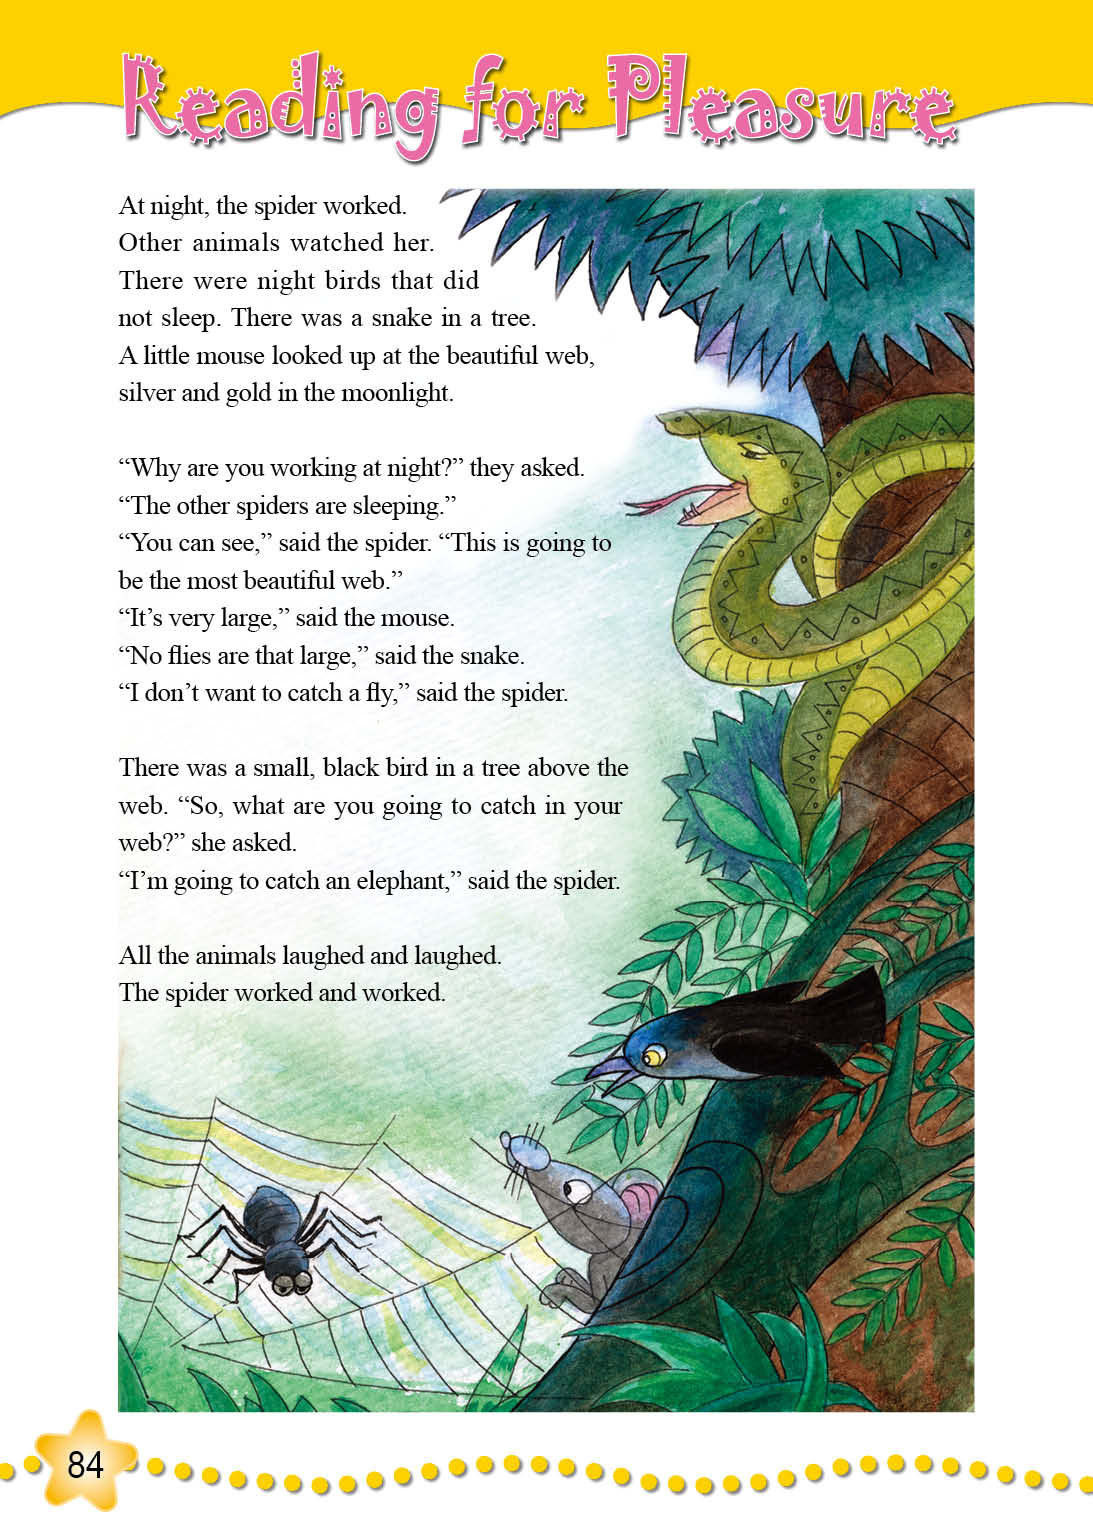 Reading for Pleasure
At night, the spider worked.
Other animals watched her.
There were night birds that did
not sleep. There was a snake in a tree.
A little mouse looked up at the beautiful web,
silver and gold in the moonlight.
“Why are you working at night?” they asked.
“The other spiders are sleeping.”
“You can see,” said the spider. “This is going to
be the most beautiful web.”
“It’s very large,” said the mouse.
“No flies are that large,” said the snake.
“I don’t want to catch a fly,” said the spider.
There was a small, black bird in a tree above the
web. “So, what are you going to catch in your
web?” she asked.
“I’m going to catch an elephant,” said the spider.
All the animals laughed and laughed.
The spider worked and worked.
84